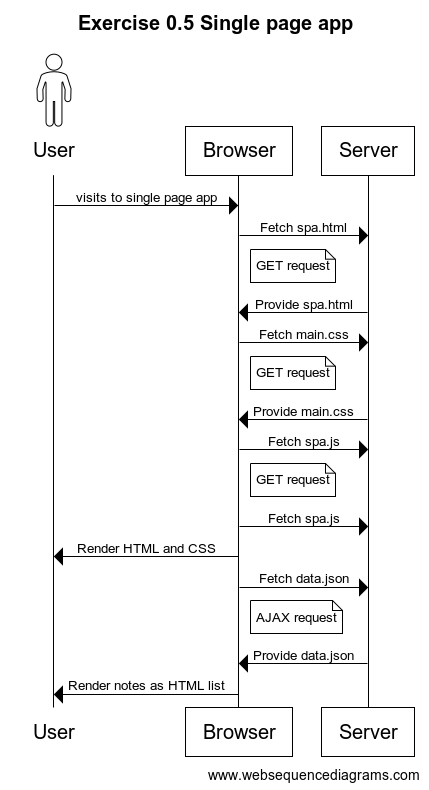 Exercise 0.5 Single page app
User
Browser
Server
visits to single page app
Fetch spa.html
GET request
Provide spa.html
Fetch main.css
GET request
Provide main.css
Fetch spa.js
GET request
Fetch spa.js
Render HTML and CSS
Fetch data.json
AJAX request
Provide data.json
Render notes as HTML list
User
Browser
Server
www.websequencediagrams.com